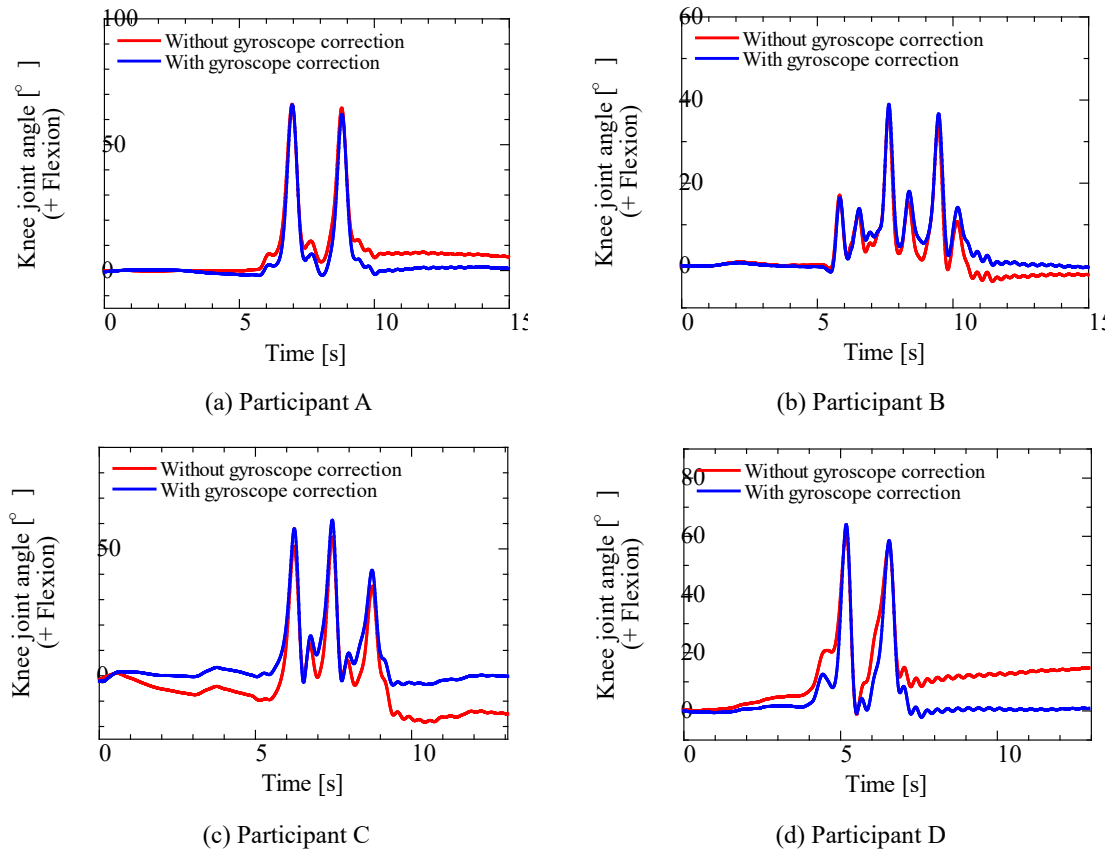 100
50
0
Knee joint angle [° ]
(+ Flexion)
Without gyroscope correction
With gyroscope correction
0 5 10 15
Time [s]
(a) Participant A
60
40
20
0
Knee joint angle [° ]
(+ Flexion)
Without gyroscope correction
With gyroscope correction
0 5 10 15
Time [s]
(b) Participant B
50
0
Knee joint angle [° ]
(+ Flexion)
Without gyroscope correction
With gyroscope correction
0 5 10
Time [s]
(c) Participant C
80
60
40
20
0
Knee joint angle [° ]
(+ Flexion)
Without gyroscope correction
With gyroscope correction
0 5 10
Time [s]
(d) Participant D